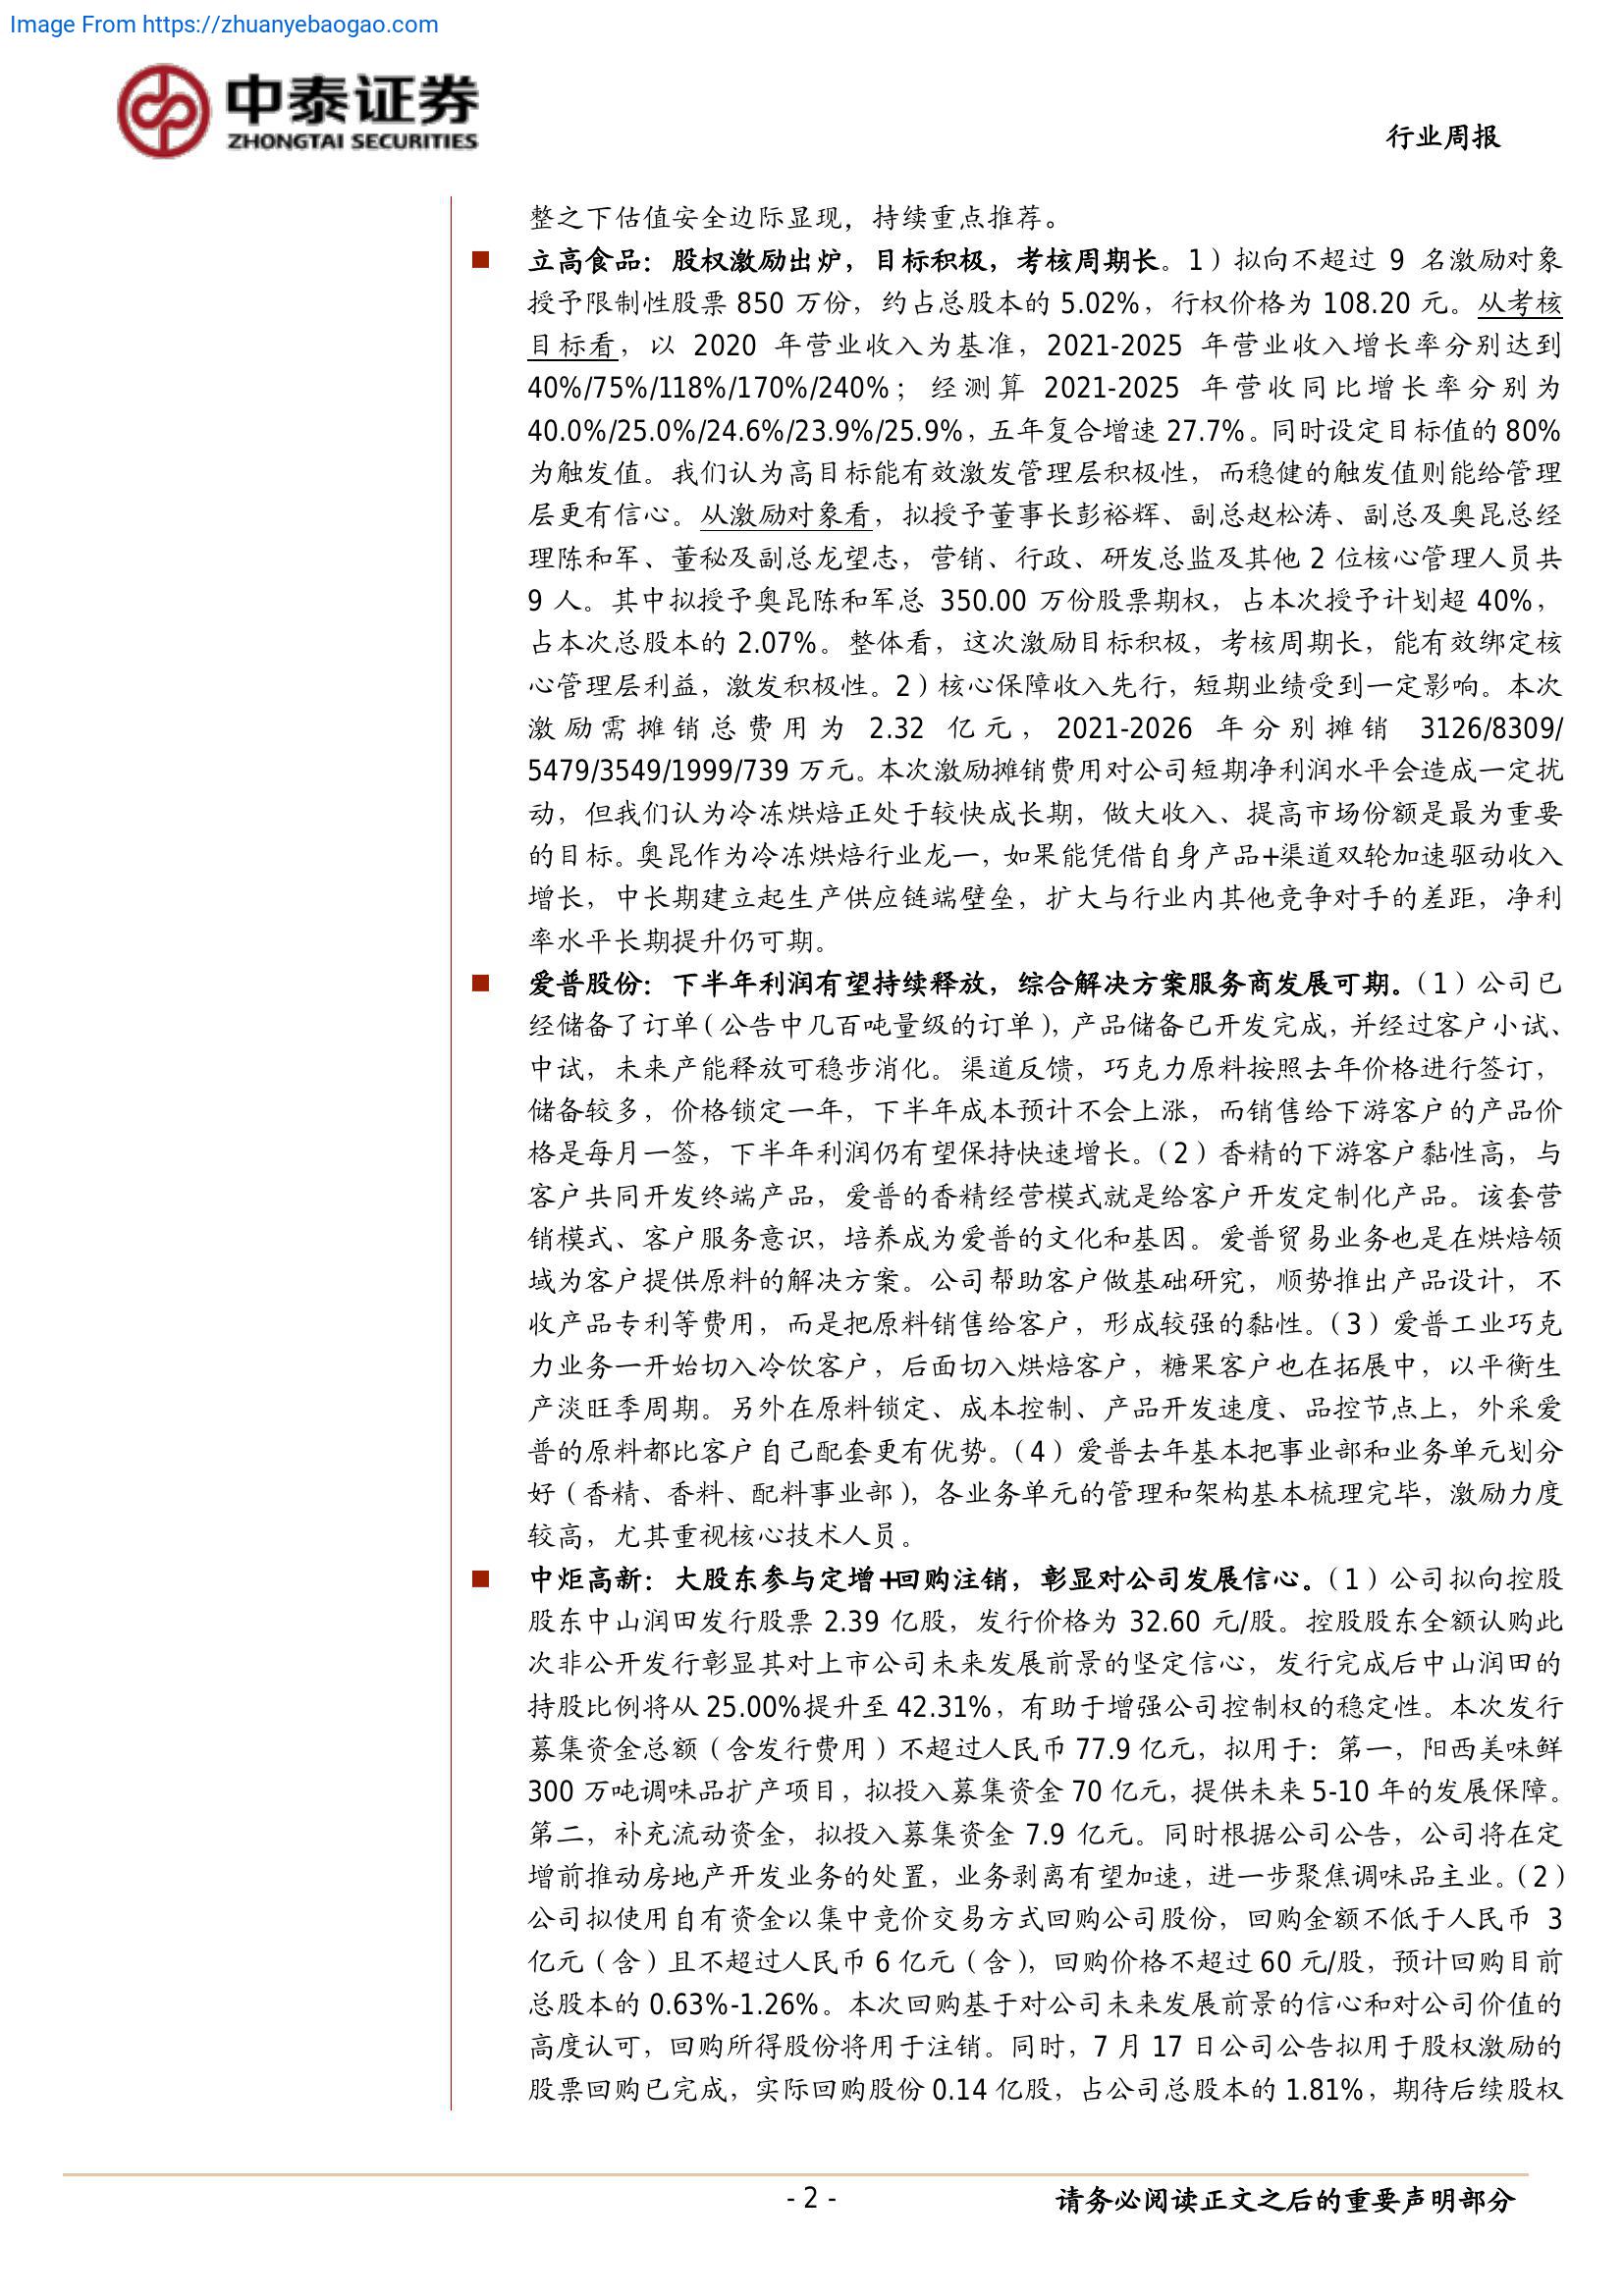 Image From https://zhuanyebaogao.com
中泰证券
ZHONGTAI SECURITIES
行业周报
整之下估值安全边际显现，持续重点推荐。
■ 立高食品：股权激励出炉，目标积极，考核周期长。1）拟向不超过 9 名激励对象
授予限制性股票 850 万份，约占总股本的 5.02%，行权价格为 108.20 元。从考核
目标看，以 2020 年营业收入为基准，2021-2025 年营业收入增长率分别达到
40%/75%/118%/170%/240%；经测算 2021-2025 年营收同比增长率分别为
40.0%/25.0%/24.6%/23.9%/25.9%，五年复合增速 27.7%。同时设定目标值的 80%
为触发值。我们认为高目标能有效激发管理层积极性，而稳健的触发值则能给管理
层更有信心。从激励对象看，拟授予董事长彭裕辉、副总赵松涛、副总及奥昆总经
理陈和军、董秘及副总龙望志，营销、行政、研发总监及其他 2 位核心管理人员共
9 人。其中拟授予奥昆陈和军总 350.00 万份股票期权，占本次授予计划超 40%，
占本次总股本的 2.07%。整体看，这次激励目标积极，考核周期长，能有效绑定核
心管理层利益，激发积极性。2）核心保障收入先行，短期业绩受到一定影响。本次
激励需摊销总费用为 2.32 亿元，2021-2026 年分别摊销 3126/8309/
5479/3549/1999/739 万元。本次激励摊销费用对公司短期净利润水平会造成一定扰
动，但我们认为冷冻烘焙正处于较快成长期，做大收入、提高市场份额是最为重要
的目标。奥昆作为冷冻烘焙行业龙一，如果能凭借自身产品+渠道双轮加速驱动收入
增长，中长期建立起生产供应链端壁垒，扩大与行业内其他竞争对手的差距，净利
率水平长期提升仍可期。
■ 爱普股份：下半年利润有望持续释放，综合解决方案服务商发展可期。（1）公司已
经储备了订单（公告中几百吨量级的订单），产品储备已开发完成，并经过客户小试、
中试，未来产能释放可稳步消化。渠道反馈，巧克力原料按照去年价格进行签订，
储备较多，价格锁定一年，下半年成本预计不会上涨，而销售给下游客户的产品价
格是每月一签，下半年利润仍有望保持快速增长。（2）香精的下游客户黏性高，与
客户共同开发终端产品，爱普的香精经营模式就是给客户开发定制化产品。该套营
销模式、客户服务意识，培养成为爱普的文化和基因。爱普贸易业务也是在烘焙领
域为客户提供原料的解决方案。公司帮助客户做基础研究，顺势推出产品设计，不
收产品专利等费用，而是把原料销售给客户，形成较强的黏性。（3）爱普工业巧克
力业务一开始切入冷饮客户，后面切入烘焙客户，糖果客户也在拓展中，以平衡生
产淡旺季周期。另外在原料锁定、成本控制、产品开发速度、品控节点上，外采爱
普的原料都比客户自己配套更有优势。（4）爱普去年基本把事业部和业务单元划分
好（香精、香料、配料事业部），各业务单元的管理和架构基本梳理完毕，激励力度
较高，尤其重视核心技术人员。
■ 中炬高新：大股东参与定增+回购注销，彰显对公司发展信心。（1）公司拟向控股
股东中山润田发行股票 2.39 亿股，发行价格为 32.60 元/股。控股股东全额认购此
次非公开发行彰显其对上市公司未来发展前景的坚定信心，发行完成后中山润田的
持股比例将从 25.00%提升至 42.31%，有助于增强公司控制权的稳定性。本次发行
募集资金总额（含发行费用）不超过人民币 77.9 亿元，拟用于：第一，阳西美味鲜
300 万吨调味品扩产项目，拟投入募集资金 70 亿元，提供未来 5-10 年的发展保障。
第二，补充流动资金，拟投入募集资金 7.9 亿元。同时根据公司公告，公司将在定
增前推动房地产开发业务的处置，业务剥离有望加速，进一步聚焦调味品主业。（2）
公司拟使用自有资金以集中竞价交易方式回购公司股份，回购金额不低于人民币 3
亿元（含）且不超过人民币 6 亿元（含），回购价格不超过 60 元/股，预计回购目前
总股本的 0.63%-1.26%。本次回购基于对公司未来发展前景的信心和对公司价值的
高度认可，回购所得股份将用于注销。同时，7 月 17 日公司公告拟用于股权激励的
股票回购已完成，实际回购股份 0.14 亿股，占公司总股本的 1.81%，期待后续股权
- 2 -
请务必阅读正文之后的重要声明部分